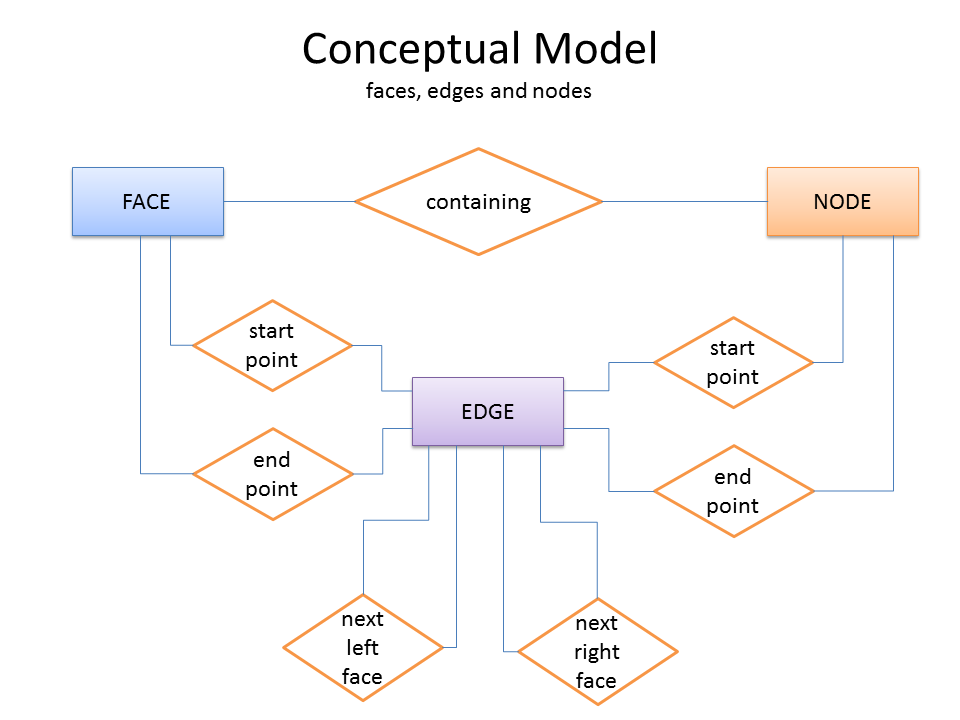 Conceptual Model
faces, edges and nodes
FACE
containing
NODE
start
point
start
point
EDGE
end
point
end
point
next
left
face
next
right
face